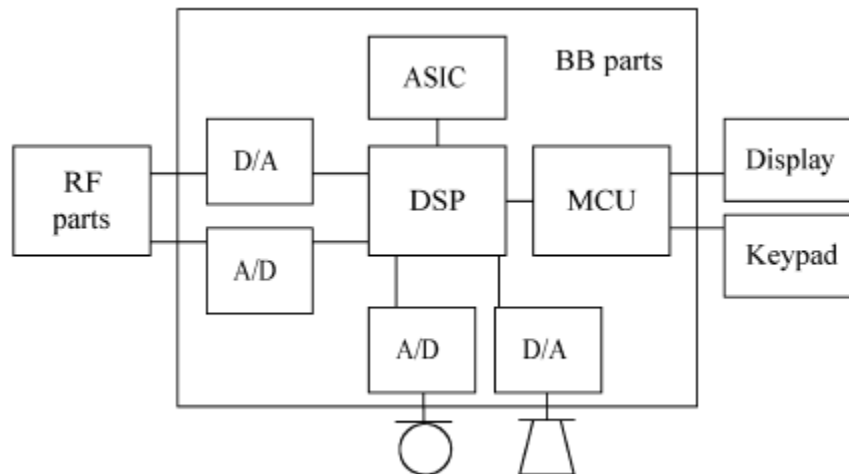 BB parts
ASIC
RF
parts
D/A
DSP
MCU
Display
A/D
Keypad
A/D
D/A